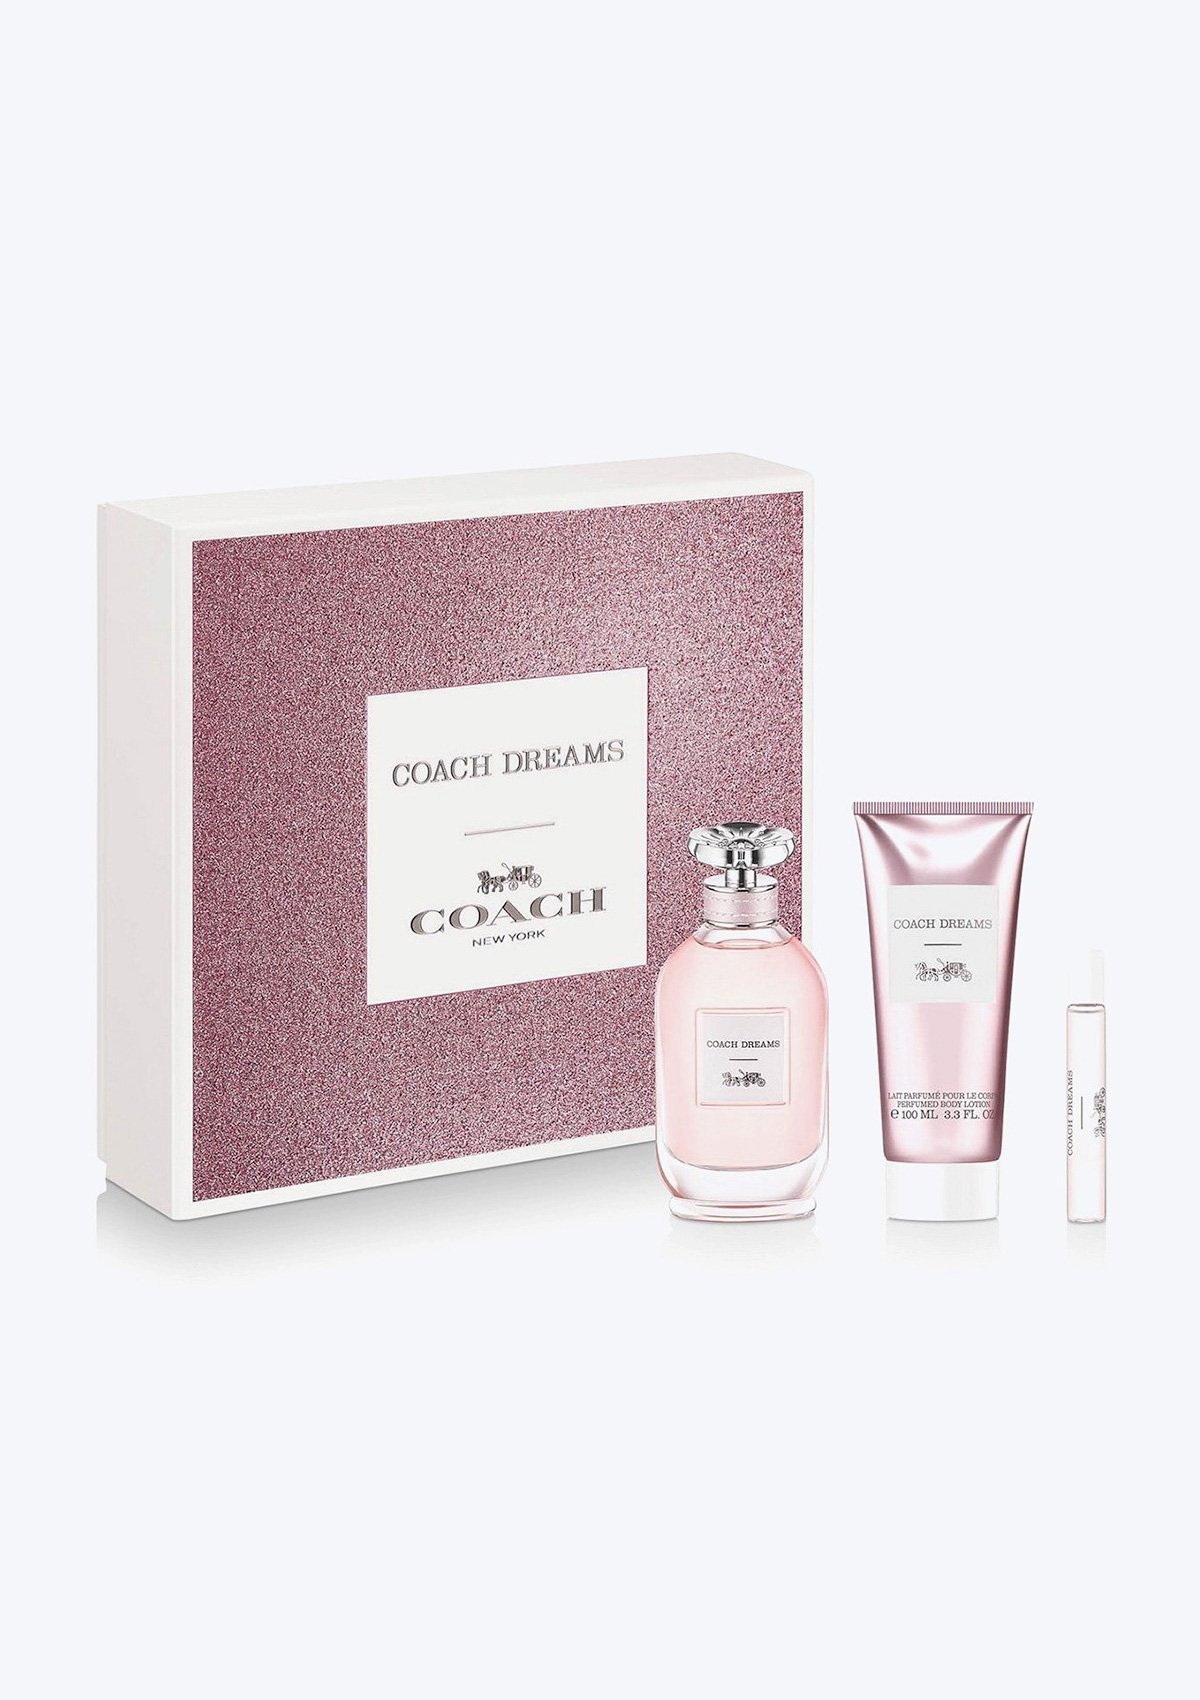 COACH DREAMS
COACH
NEW YORK
COACH DREAMS
COACH DREAMS
LAIT PARFUMÉ POUR LE CORPS
PERFUMED BODY LOTION
℮ 100 ML 3.3 FL. OZ
COACH DREAMS